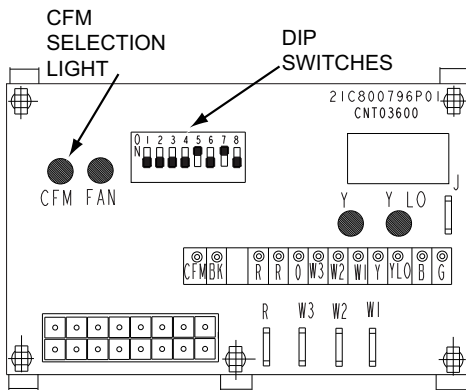 CFM
SELECTION
LIGHT
DIP
SWITCHES
21C800796P01
CNT03600
O
N
1 2 3 4 5 6 7 8
CFM FAN
J
Y Y LO
CFM BK R R O W3 W2 W1 Y YLO B G
R W3 W2 W1